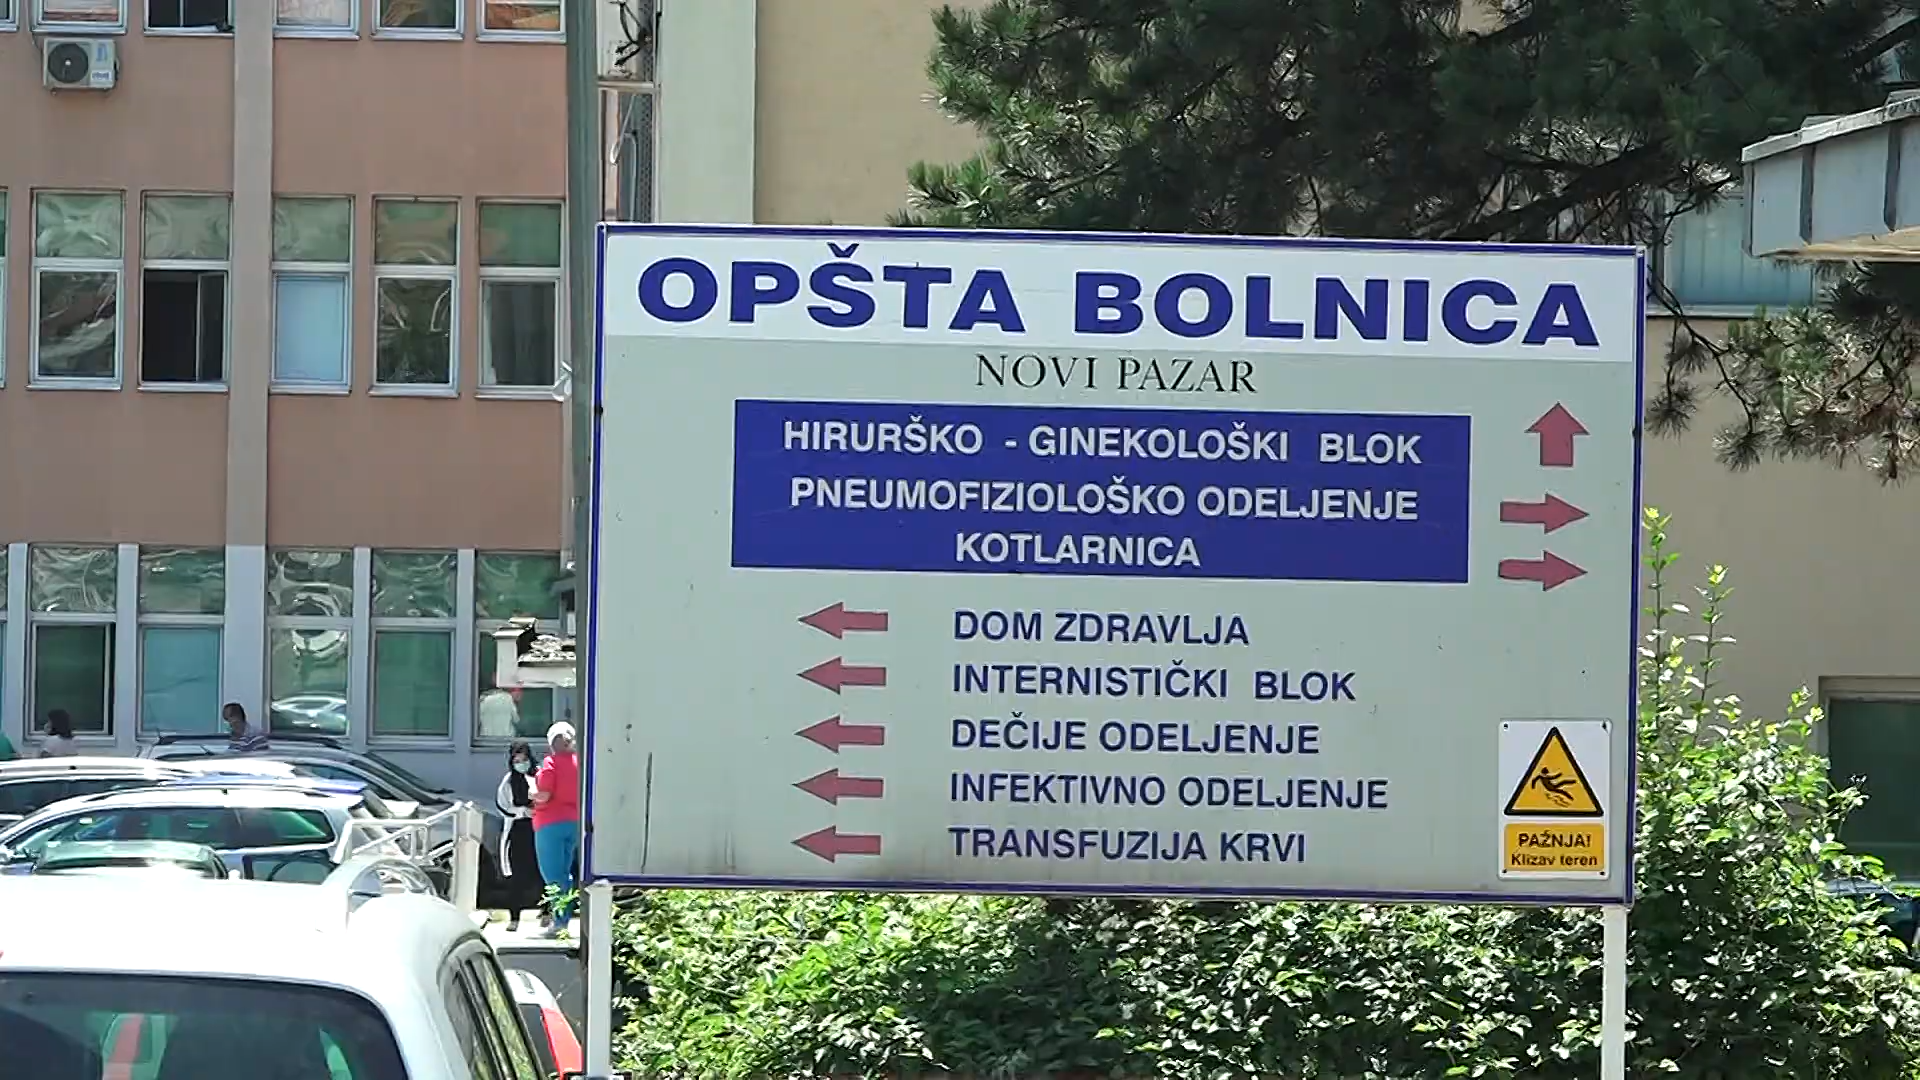 OPŠTA BOLNICA
NOVI PAZAR
HIRURŠKO - GINEKOLOŠKI BLOK
PNEUMOFIZIOLOŠKO ODELJENJE
KOTLARNICA
DOM ZDRAVLJA
INTERNISTIČKI BLOK
DEČIJE ODELJENJE
INFEKTIVNO ODELJENJE
TRANSFUZIJA KRVI
PAŽNJA!
Klizav teren